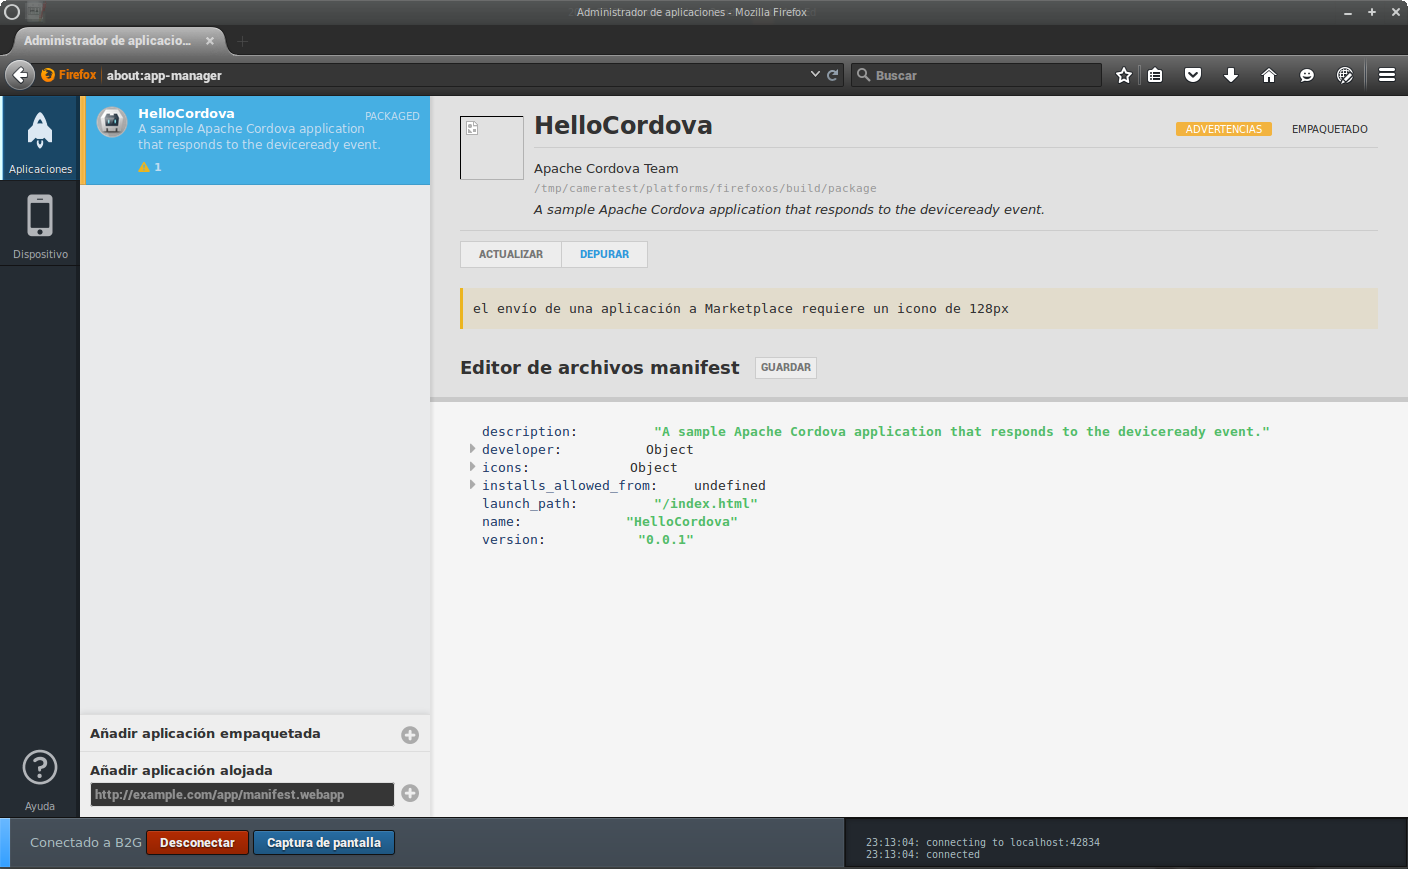 Administrador de aplicaciones - Mozilla Firefox
Administrador de aplicacio...
Firefox
about:app-manager
Buscar
Aplicaciones
Dispositivo
Ayuda
HelloCordova
PACKAGED
A sample Apache Cordova application
that responds to the deviceready event.
1
Añadir aplicación empaquetada
Añadir aplicación alojada
http://example.com/app/manifest.webapp
HelloCordova
ADVERTENCIAS
EMPAQUETADO
Apache Cordova Team
/tmp/cameratest/platforms/firefoxos/build/package
A sample Apache Cordova application that responds to the deviceready event.
ACTUALIZAR
DEPURAR
el envío de una aplicación a Marketplace requiere un icono de 128px
Editor de archivos manifest
GUARDAR
description: "A sample Apache Cordova application that responds to the deviceready event."
developer: Object
icons: Object
installs_allowed_from: undefined
launch_path: "/index.html"
name: "HelloCordova"
version: "0.0.1"
Conectado a B2G
Desconectar
Captura de pantalla
23:13:04: connecting to localhost:42834
23:13:04: connected